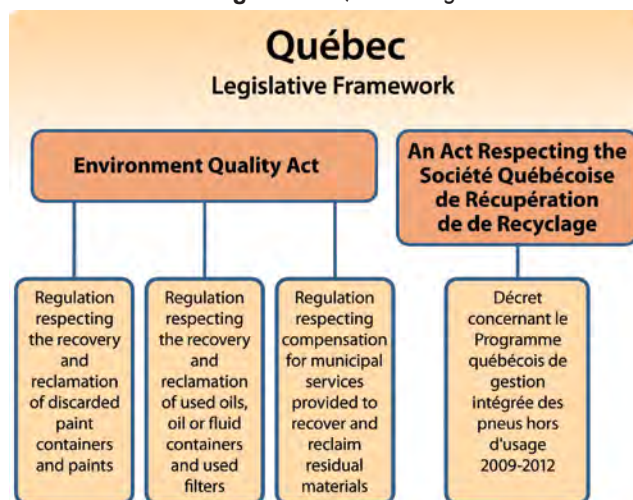 Québec
Legislative Framework
Environment Quality Act
An Act Respecting the
Société Québécoise
de Récupération
de de Recyclage
Regulation
respecting
the recovery
and
reclamation
of discarded
paint
containers
and paints
Regulation
respecting
the recovery
and
reclamation
of used oils,
oil or fluid
containers
and used
filters
Regulation
respecting
compensation
for municipal
services
provided to
recover and
reclaim
residual
materials
Décret
concernant le
Programme
québécois de
gestion
intégrée des
pneus hors
d'usage
2009-2012